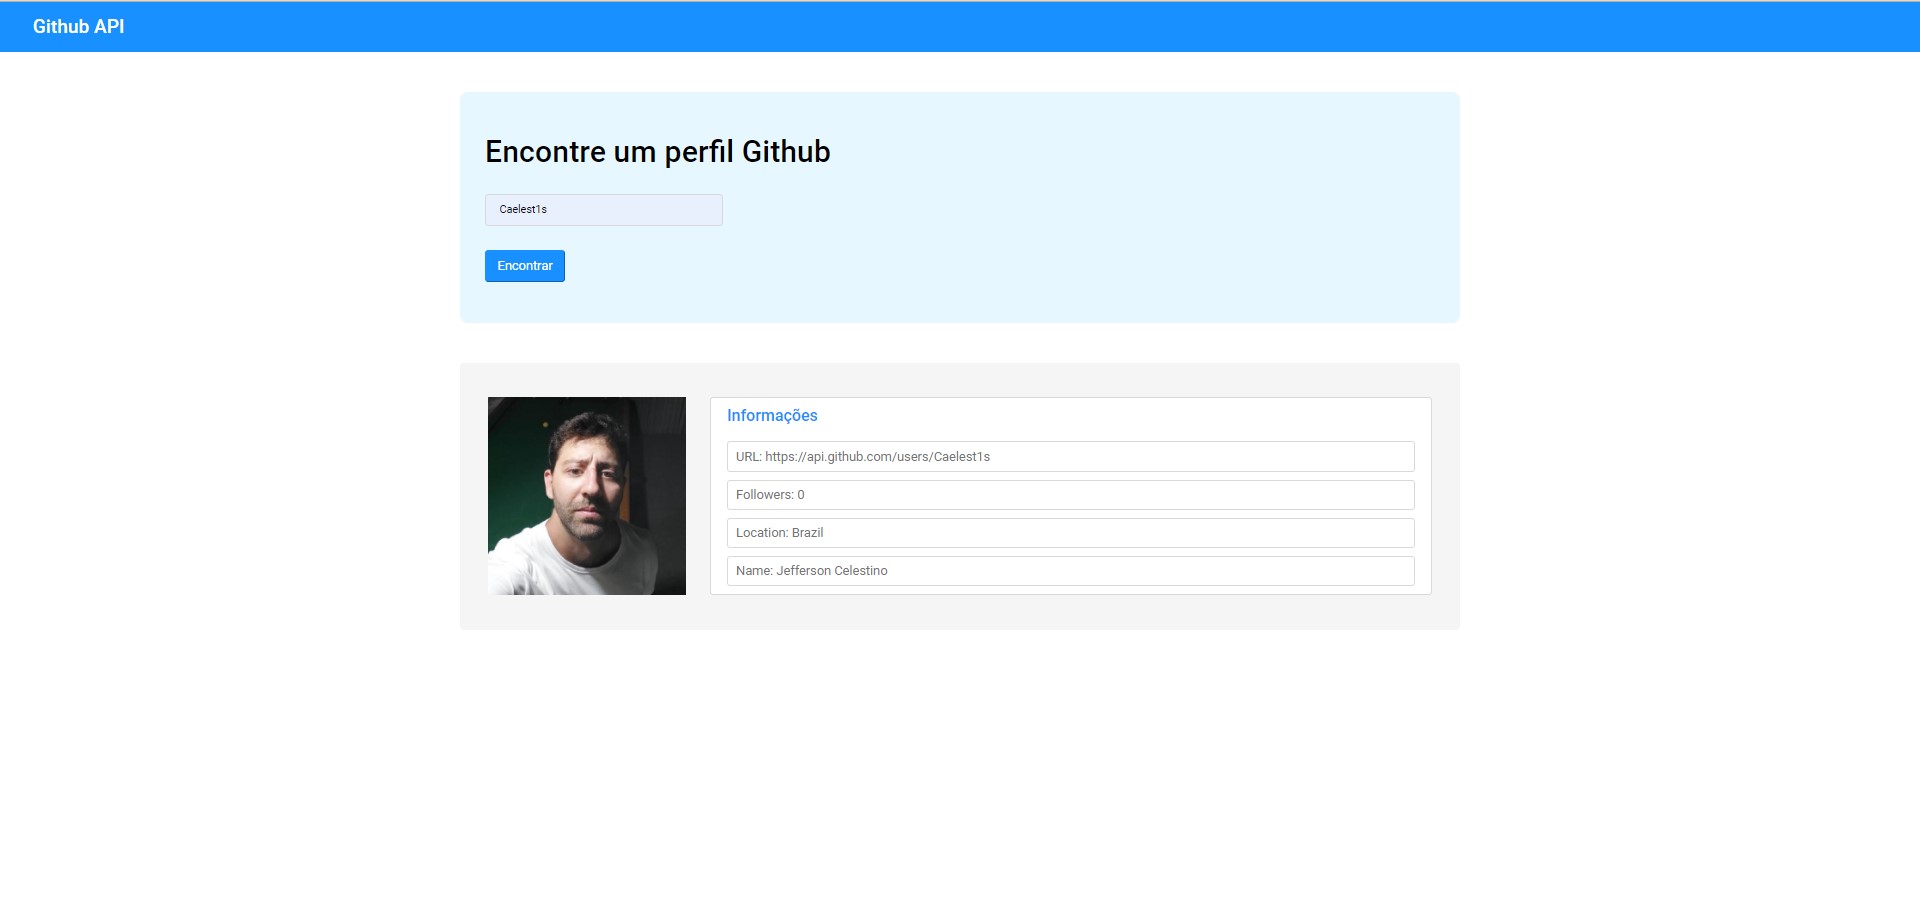 Github API
Encontre um perfil Github
Caelest1s
Encontrar
Informações
URL: https://api.github.com/users/Caelest1s
Followers: 0
Location: Brazil
Name: Jefferson Celestino